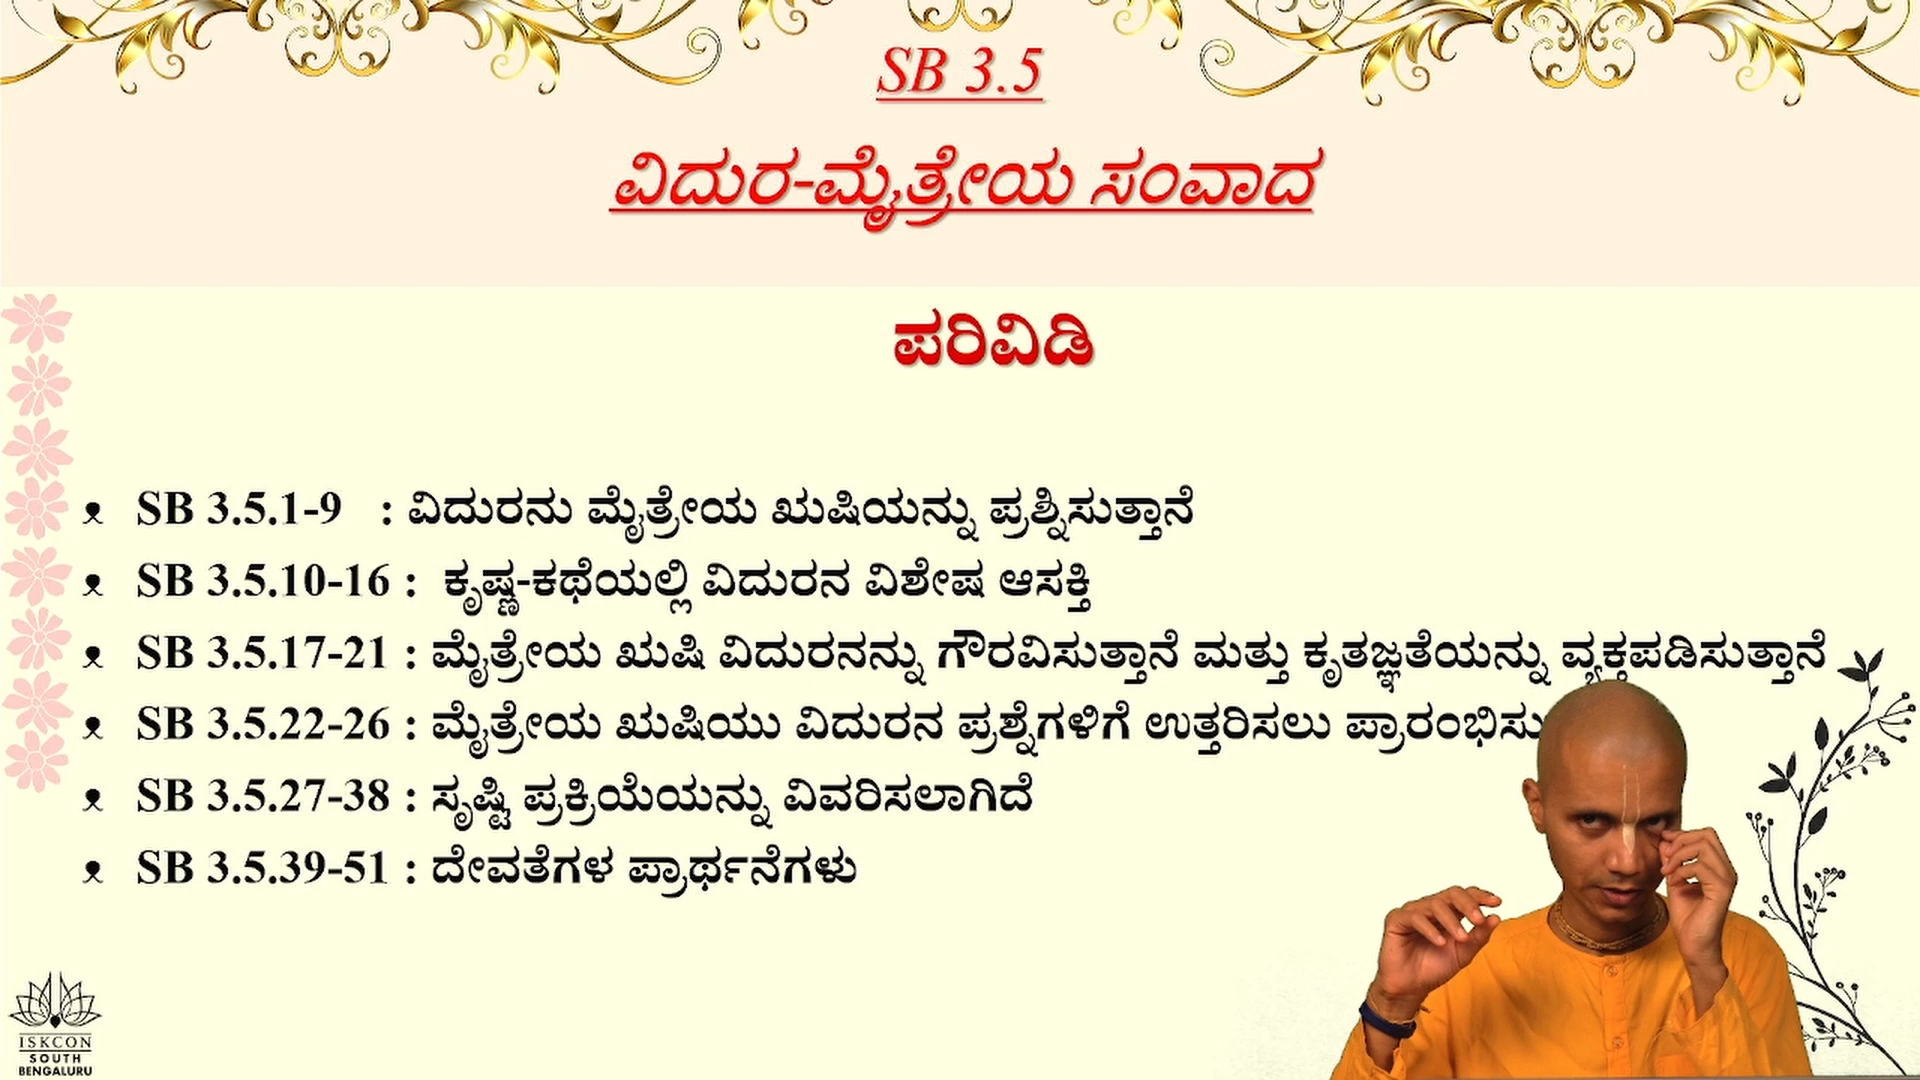 SB 3.5
ವಿದುರ-ಮೈತ್ರೇಯ ಸಂವಾದ
ಪರಿವಿಡಿ
SB 3.5.1-9 : ವಿದುರನು ಮೈತ್ರೇಯ ಋಷಿಯನ್ನು ಪ್ರಶ್ನಿಸುತ್ತಾನೆ
SB 3.5.10-16 : ಕೃಷ್ಣ-ಕಥೆಯಲ್ಲಿ ವಿದುರನ ವಿಶೇಷ ಆಸಕ್ತಿ
SB 3.5.17-21 : ಮೈತ್ರೇಯ ಋಷಿ ವಿದುರನನ್ನು ಗೌರವಿಸುತ್ತಾನೆ ಮತ್ತು ಕೃತಜ್ಞತೆಯನ್ನು ವ್ಯಕ್ತಪಡಿಸುತ್ತಾನೆ
SB 3.5.22-26 : ಮೈತ್ರೇಯ ಋಷಿಯು ವಿದುರನ ಪ್ರಶ್ನೆಗಳಿಗೆ ಉತ್ತರಿಸಲು
SB 3.5.27-38 : ಸೃಷ್ಟಿ ಪ್ರಕ್ರಿಯೆಯನ್ನು ವಿವರಿಸಲಾಗಿದೆ
SB 3.5.39-51 : ದೇವತೆಗಳ ಪ್ರಾರ್ಥನೆಗಳು
ISKCON
SOUTH
BENGALURU